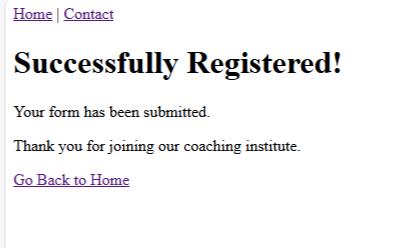 Home | Contact
Successfully Registered!
Your form has been submitted.
Thank you for joining our coaching institute.
Go Back to Home